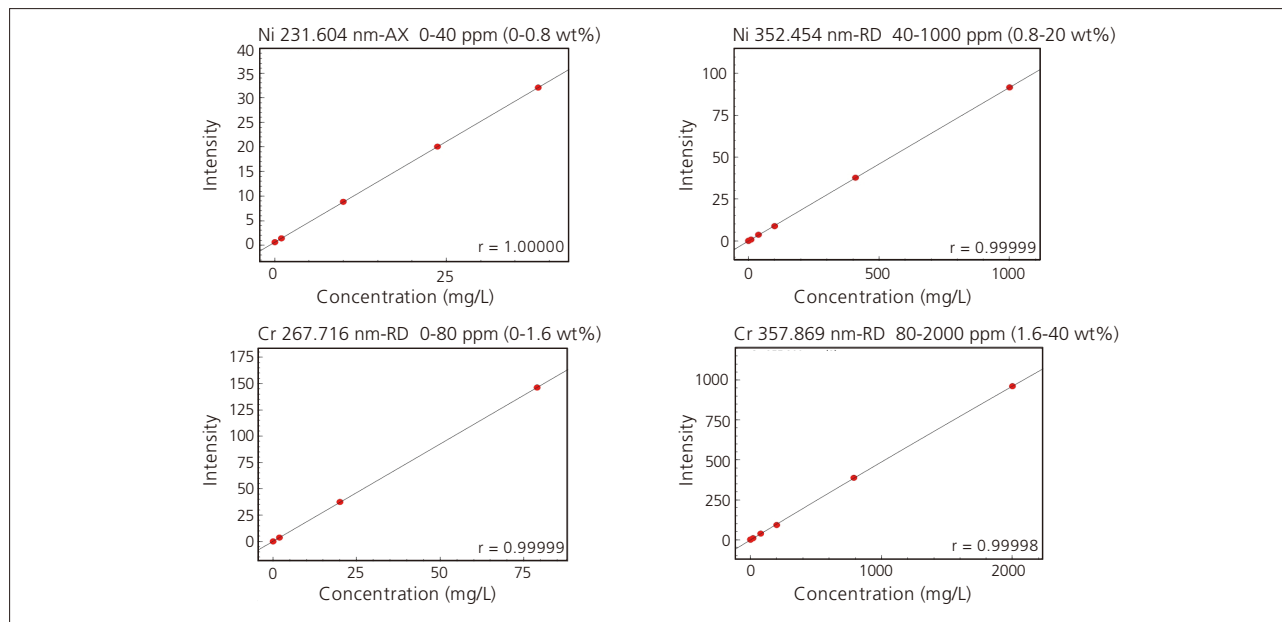 Ni 231.604 nm-AX 0-40 ppm (0-0.8 wt%)
40
35
30
25
20
15
10
5
0
Intensity
r = 1.00000
0
25
Concentration (mg/L)
Ni 352.454 nm-RD 40-1000 ppm (0.8-20 wt%)
100
75
50
25
0
Intensity
r = 0.99999
0
500
1000
Concentration (mg/L)
Cr 267.716 nm-RD 0-80 ppm (0-1.6 wt%)
175
150
125
100
75
50
25
0
Intensity
r = 0.99999
0
25
50
75
Concentration (mg/L)
Cr 357.869 nm-RD 80-2000 ppm (1.6-40 wt%)
1000
750
500
250
0
Intensity
r = 0.99998
0
1000
2000
Concentration (mg/L)